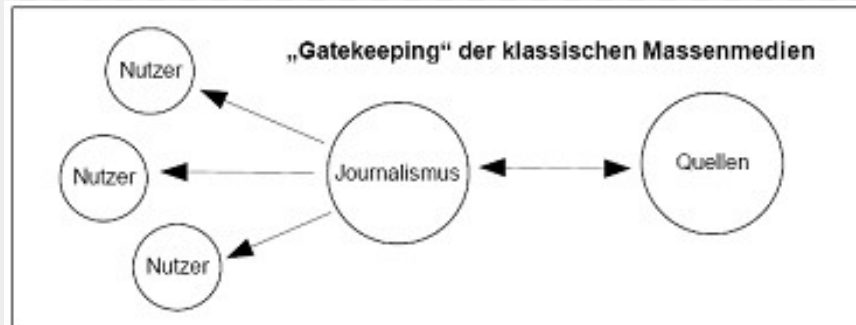 „Gatekeeping“ der klassischen Massenmedien
Nutzer
Nutzer
Nutzer
Journalismus
Quellen